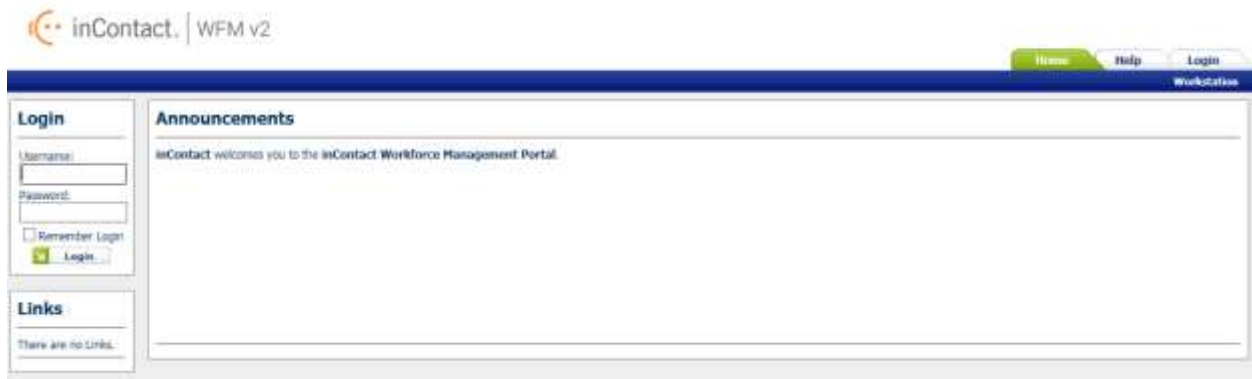 inContact. WFM v2
Home Help Login
Workstation
Login
Username:
Password:
Remember Login
Login
Links
There are no Links.
Announcements
inContact welcomes you to the inContact Workforce Management Portal.